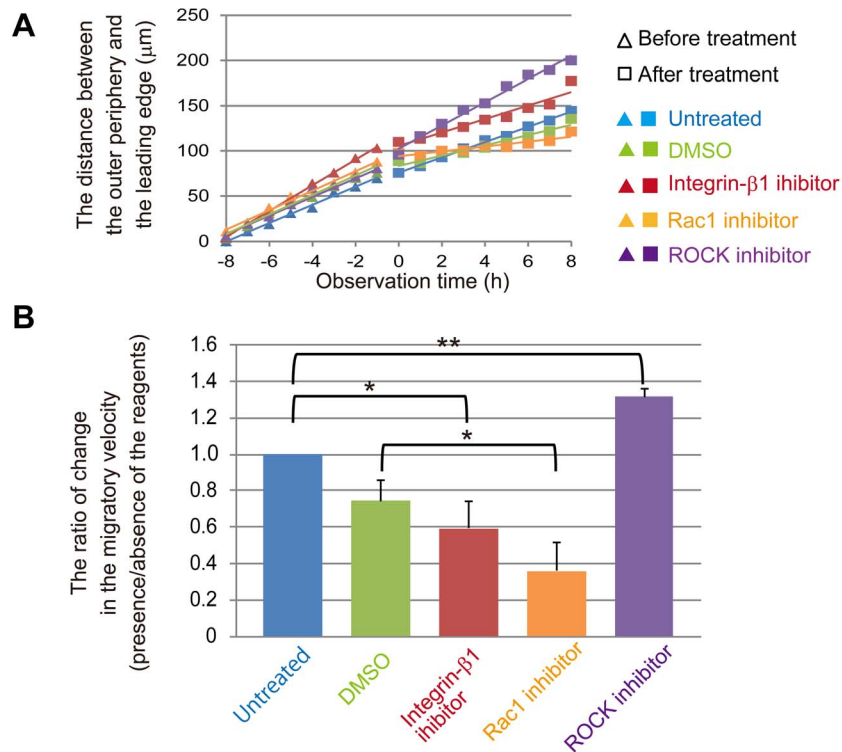 A
The distance between
the outer periphery and
the leading edge (μm)
250
200
150
100
50
0
-8 -6 -4 -2 0 2 4 6 8
Observation time (h)
Before treatment
After treatment
Untreated
DMSO
Integrin-β1 ihibitor
Rac1 inhibitor
ROCK inhibitor
B
The ratio of change
in the migratory velocity
(presence/absence of the reagents)
1.6
1.4
1.2
1.0
0.8
0.6
0.4
0.2
0
**
*
*
Untreated
DMSO
Integrin-β1
ihibitor
Rac1 inhibitor
ROCK inhibitor